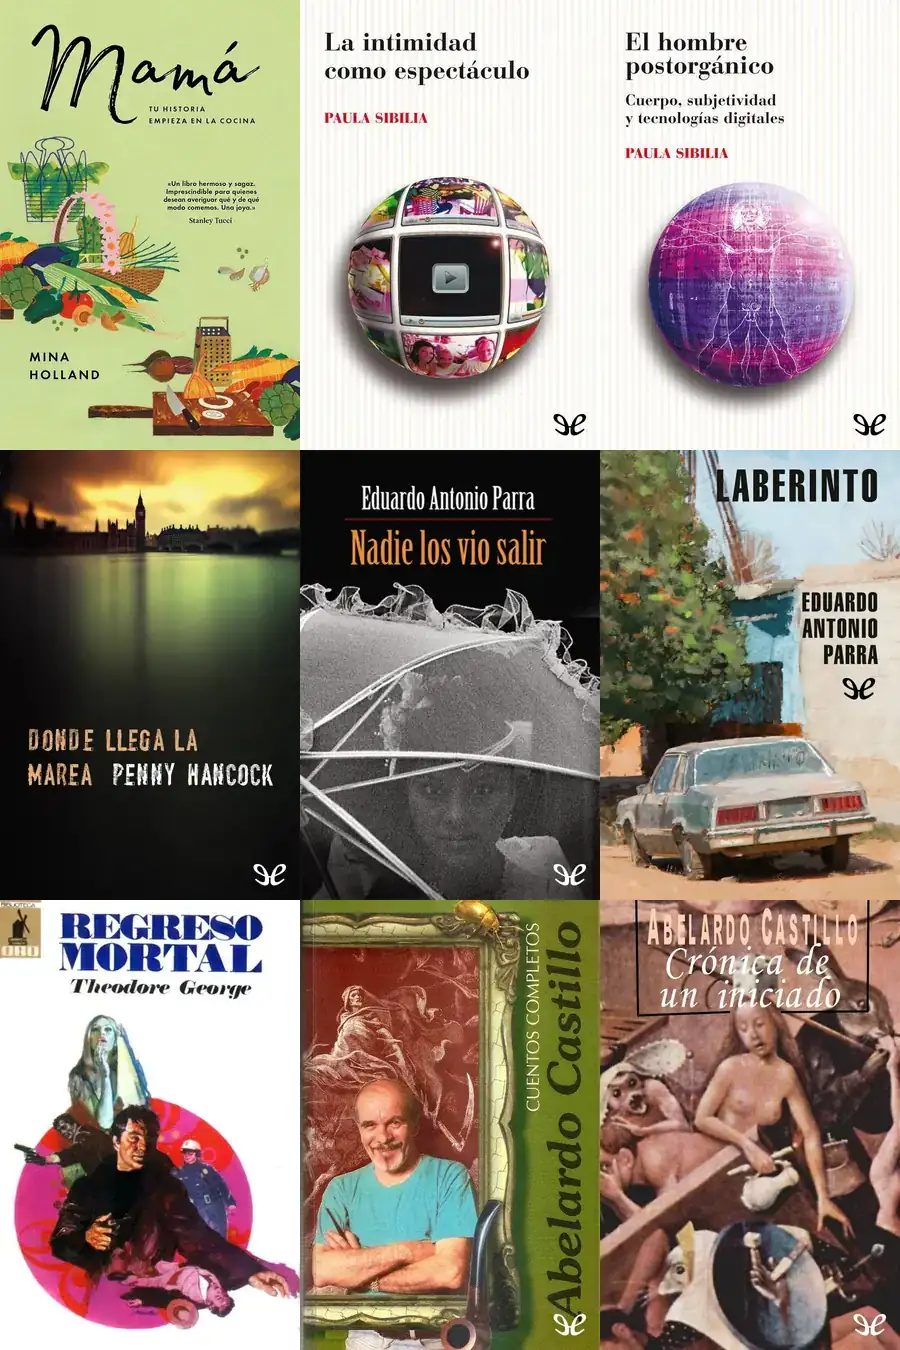 Mamá
TU HISTORIA
EMPIEZA EN LA COCINA
«Un libro hermoso y sagaz.
Imprescindible para quienes
desean averiguar qué y de qué
modo comemos. Una joya.»
Stanley Tucci
MINA
HOLLAND
La intimidad
como espectáculo
PAULA SIBILIA
El hombre
postorgánico
Cuerpo, subjetividad
y tecnologías digitales
PAULA SIBILIA
DONDE LLEGA LA
MAREA PENNY HANCOCK
Eduardo Antonio Parra
Nadie los vio salir
LABERINTO
EDUARDO
ANTONIO
PARRA
BIBLIOTECA
ORO
REGRESO
MORTAL
Theodore George
CUENTOS COMPLETOS
Abelardo Castillo
ABELARDO CASTILLO
Crónica de
un iniciado